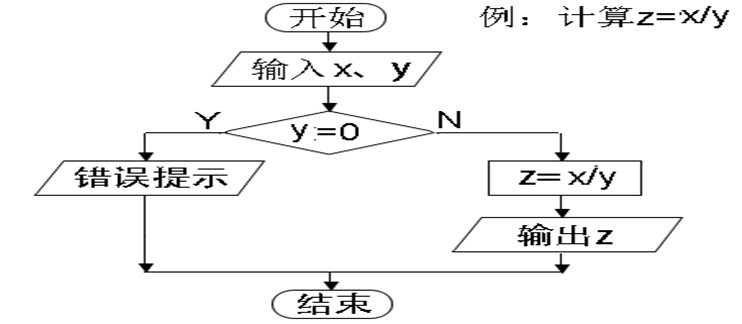 开始
例：计算z=x/y
输入x、y
Y
N
y=0
错误提示
z=x/y
输出z
结束